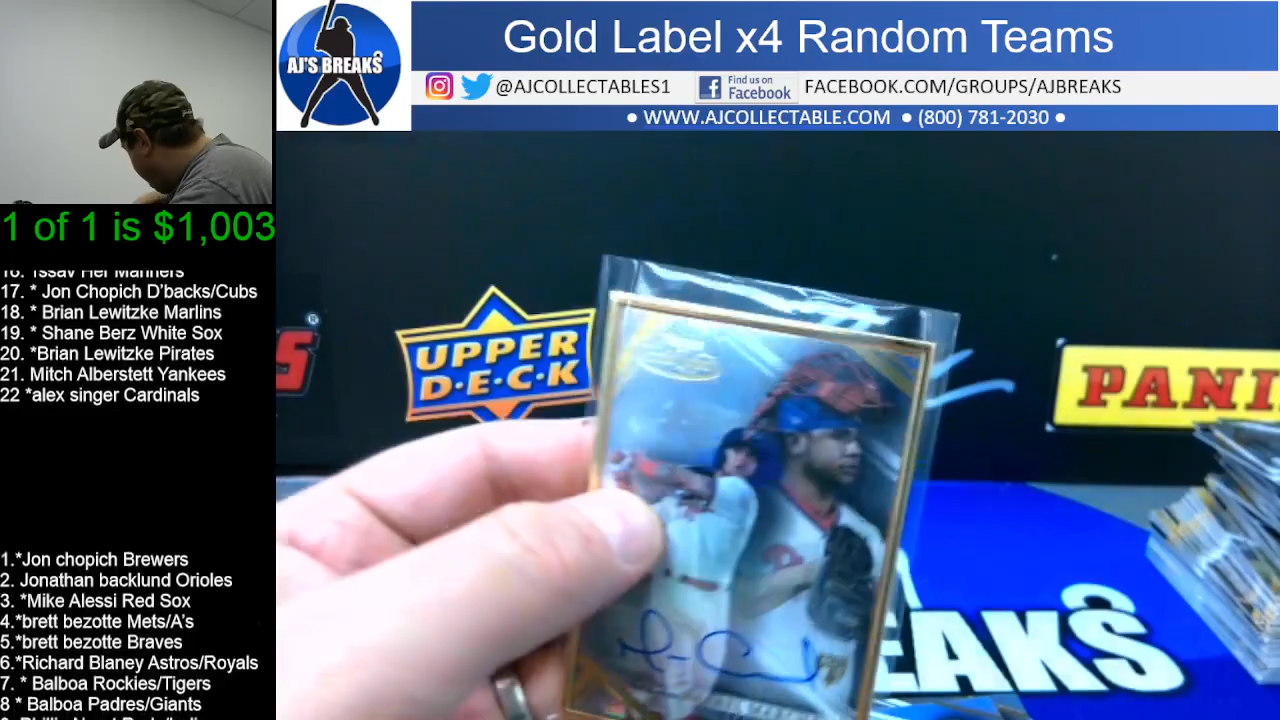 Gold Label x4 Random Teams
AJ'S BREAKS
@AJCOLLECTABLES1
Find us on
Facebook
FACEBOOK.COM/GROUPS/AJBREAKS
● WWW.AJCOLLECTABLE.COM ● (800) 781-2030 ●
1 of 1 is $1,003
17. * Jon Chopich D'backs/Cubs
18. * Brian Lewitzke Marlins
19. * Shane Berz White Sox
20. *Brian Lewitzke Pirates
21. Mitch Alberstett Yankees
22 *alex singer Cardinals
1.*Jon chopich Brewers
2. Jonathan backlund Orioles
3. *Mike Alessi Red Sox
4.*brett bezotte Mets/A's
5.*brett bezotte Braves
6.*Richard Blaney Astros/Royals
7. * Balboa Rockies/Tigers
8 * Balboa Padres/Giants
UPPER
D·E·C·K
PANI
EAKS